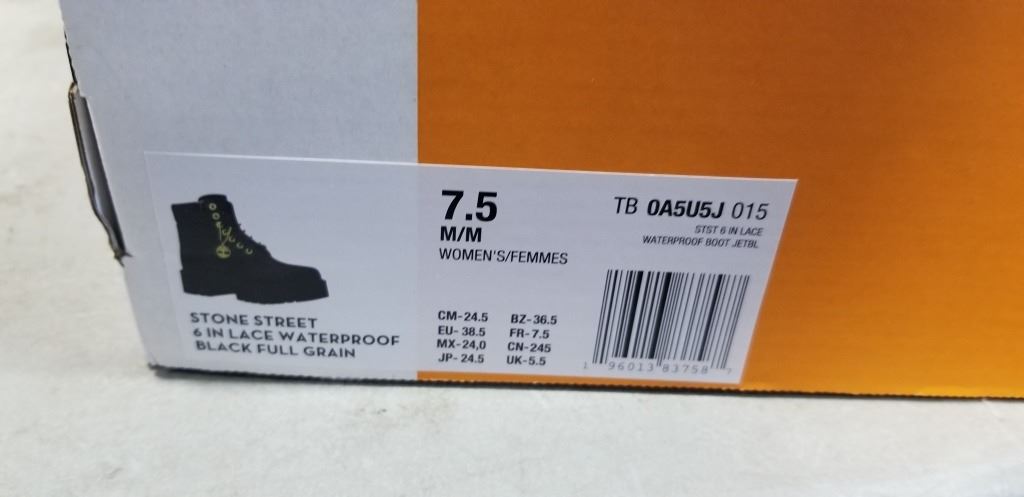 7.5
M/M
WOMEN'S/FEMMES
TB 0A5U5J 015
STST 6 IN LACE
WATERPROOF BOOT JETBL
STONE STREET
6 IN LACE WATERPROOF
BLACK FULL GRAIN
CM-24.5 BZ-36.5
EU-38.5 FR-7.5
MX-24,0 CN-245
JP-24.5 UK-5.5
1 96013 83758 7